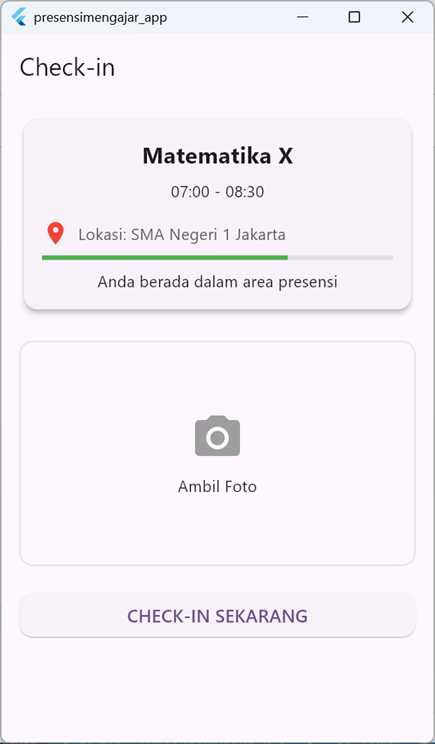 presensimengajar_app
Check-in
Matematika X
07:00 - 08:30
Lokasi: SMA Negeri 1 Jakarta
Anda berada dalam area presensi
Ambil Foto
CHECK-IN SEKARANG